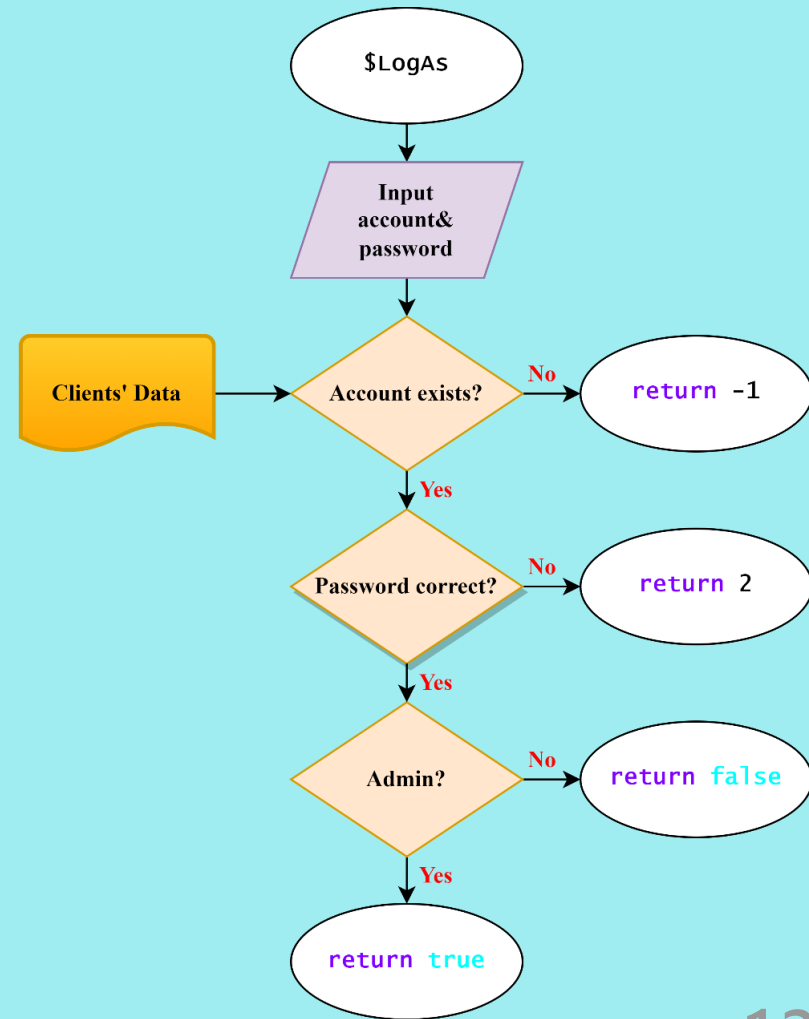 $LogAs
Input
account&
password
Clients' Data
Account exists?
No
return -1
Yes
Password correct?
No
return 2
Yes
Admin?
No
return false
Yes
return true